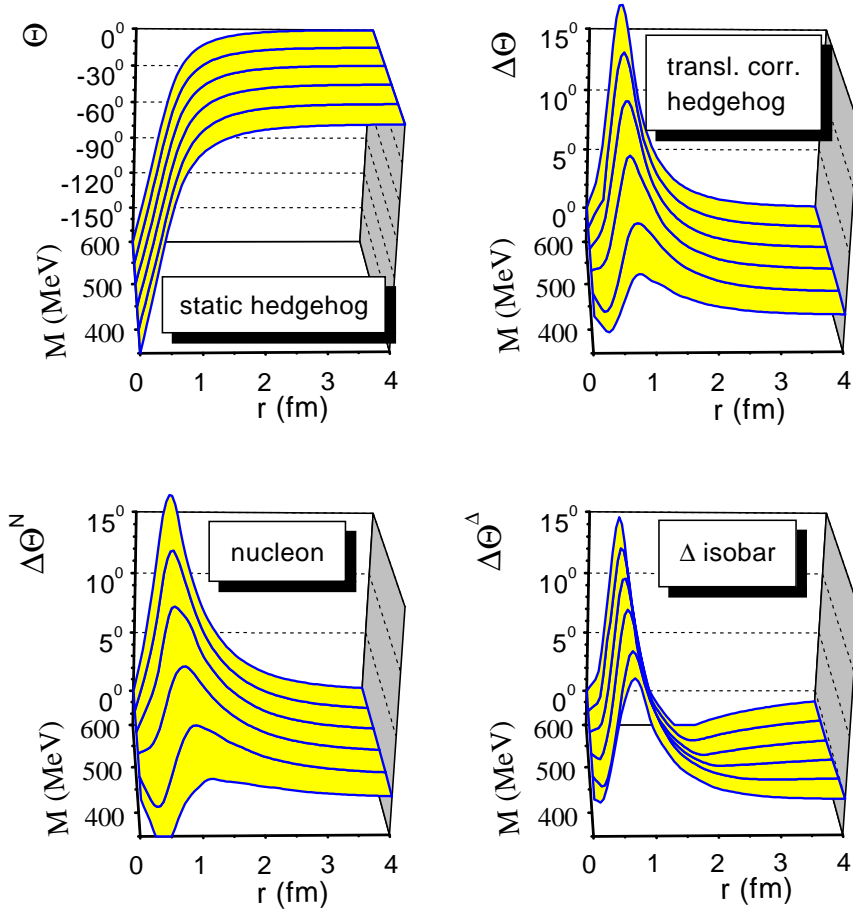 Θ
0⁰
-30⁰
-60⁰
-90⁰
-120⁰
-150⁰
600
500
400
M (MeV)
static hedgehog
0 1 2 3 4
r (fm)
ΔΘ
15⁰
10⁰
5⁰
0⁰
600
500
400
M (MeV)
transl. corr.
hedgehog
0 1 2 3 4
r (fm)
ΔΘᴺ
15⁰
10⁰
5⁰
0⁰
600
500
400
M (MeV)
nucleon
0 1 2 3 4
r (fm)
ΔΘ^Δ
15⁰
10⁰
5⁰
0⁰
600
500
400
M (MeV)
Δ isobar
0 1 2 3 4
r (fm)